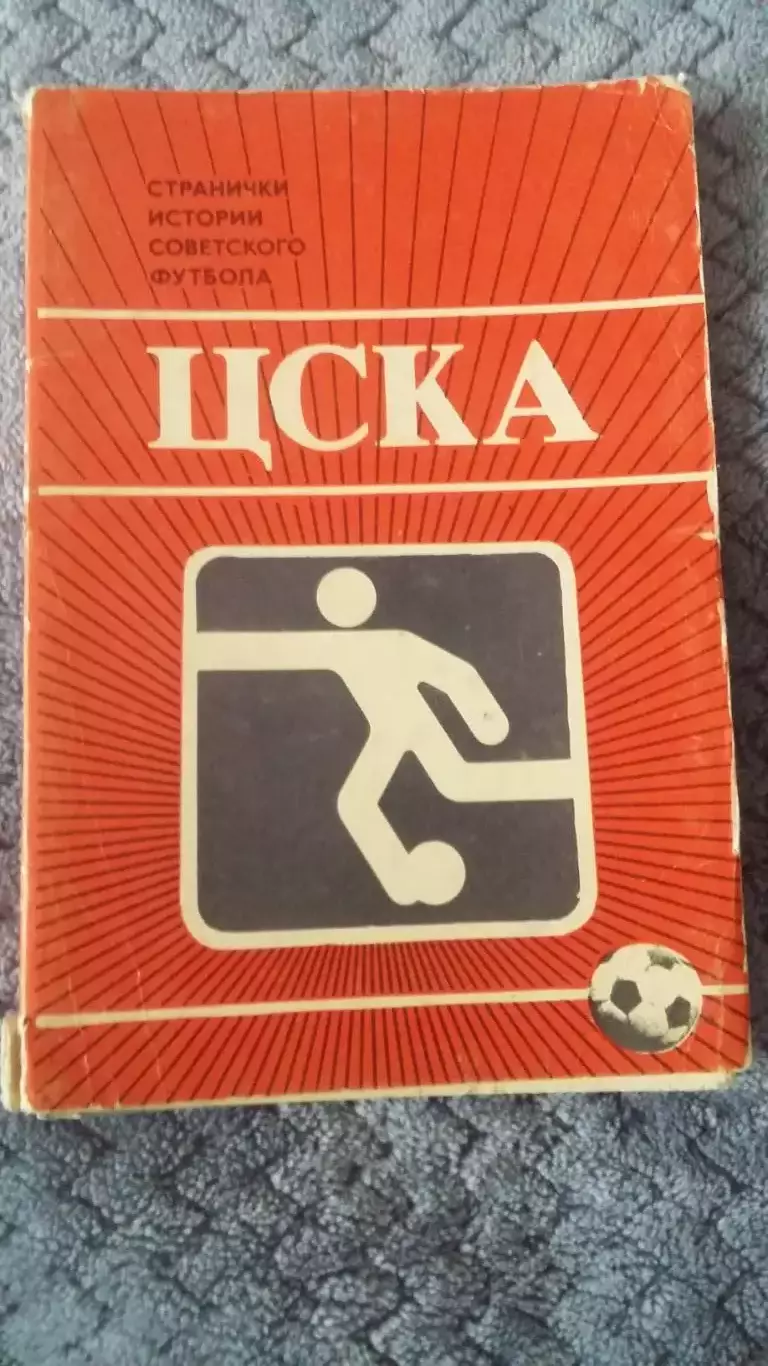 СТРАНИЧКИ
ИСТОРИИ
СОВЕТСКОГО
ФУТБОЛА
ЦСКА